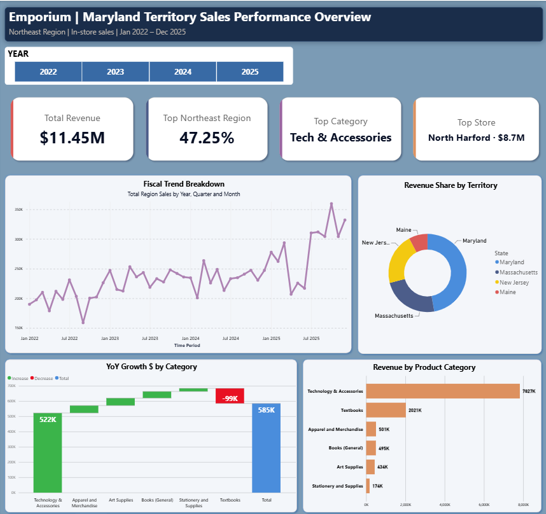 Emporium | Maryland Territory Sales Performance Overview
Northeast Region | In-store sales | Jan 2022 – Dec 2025
YEAR
2022 2023 2024 2025
Total Revenue
$11.45M
Top Northeast Region
47.25%
Top Category
Tech & Accessories
Top Store
North Harford · $8.7M
Fiscal Trend Breakdown
Total Region Sales by Year, Quarter and Month
Jan 2022 Jul 2022 Jan 2023 Jul 2023 Jan 2024 Jul 2024 Jan 2025 Jul 2025
Time Period
Revenue Share by Territory
Maine
New Jers...
Maryland
Massachusetts
State
Maryland
Massachusetts
New Jersey
Maine
YoY Growth $ by Category
Increase Decrease Total
522K
-99K
585K
Technology & Accessories
Apparel and Merchandise
Art Supplies
Books (General)
Stationery and Supplies
Textbooks
Total
Revenue by Product Category
Technology & Accessories 7827K
Textbooks 2021K
Apparel and Merchandise 501K
Books (General) 495K
Art Supplies 436K
Stationery and Supplies 174K